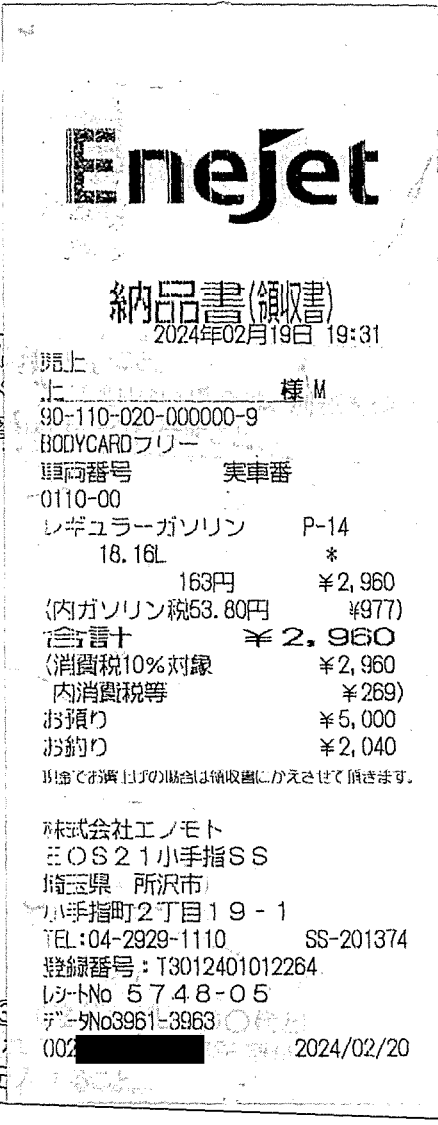 Enejet
納品書(領収書)
2024年02月19日 19:31
売上
上 様 M
90-110-020-000000-9
BODYCARDフリー
車両番号 実車番
0110-00
レギュラーガソリン P-14
18.16L *
163円 ¥2,960
(内ガソリン税53.80円 ¥977)
合計 ¥2,960
(消費税10%対象 ¥2,960
内消費税等 ¥269)
お預り ¥5,000
お釣り ¥2,040
現金でお買上げの場合は領収書にかえさせて頂きます。
株式会社エノモト
EOS21小手指SS
埼玉県 所沢市
小手指町2丁目19-1
TEL:04-2929-1110 SS-201374
登録番号:T3012401012264
レシートNo 5748-05
データNo3961-3963
002 2024/02/20